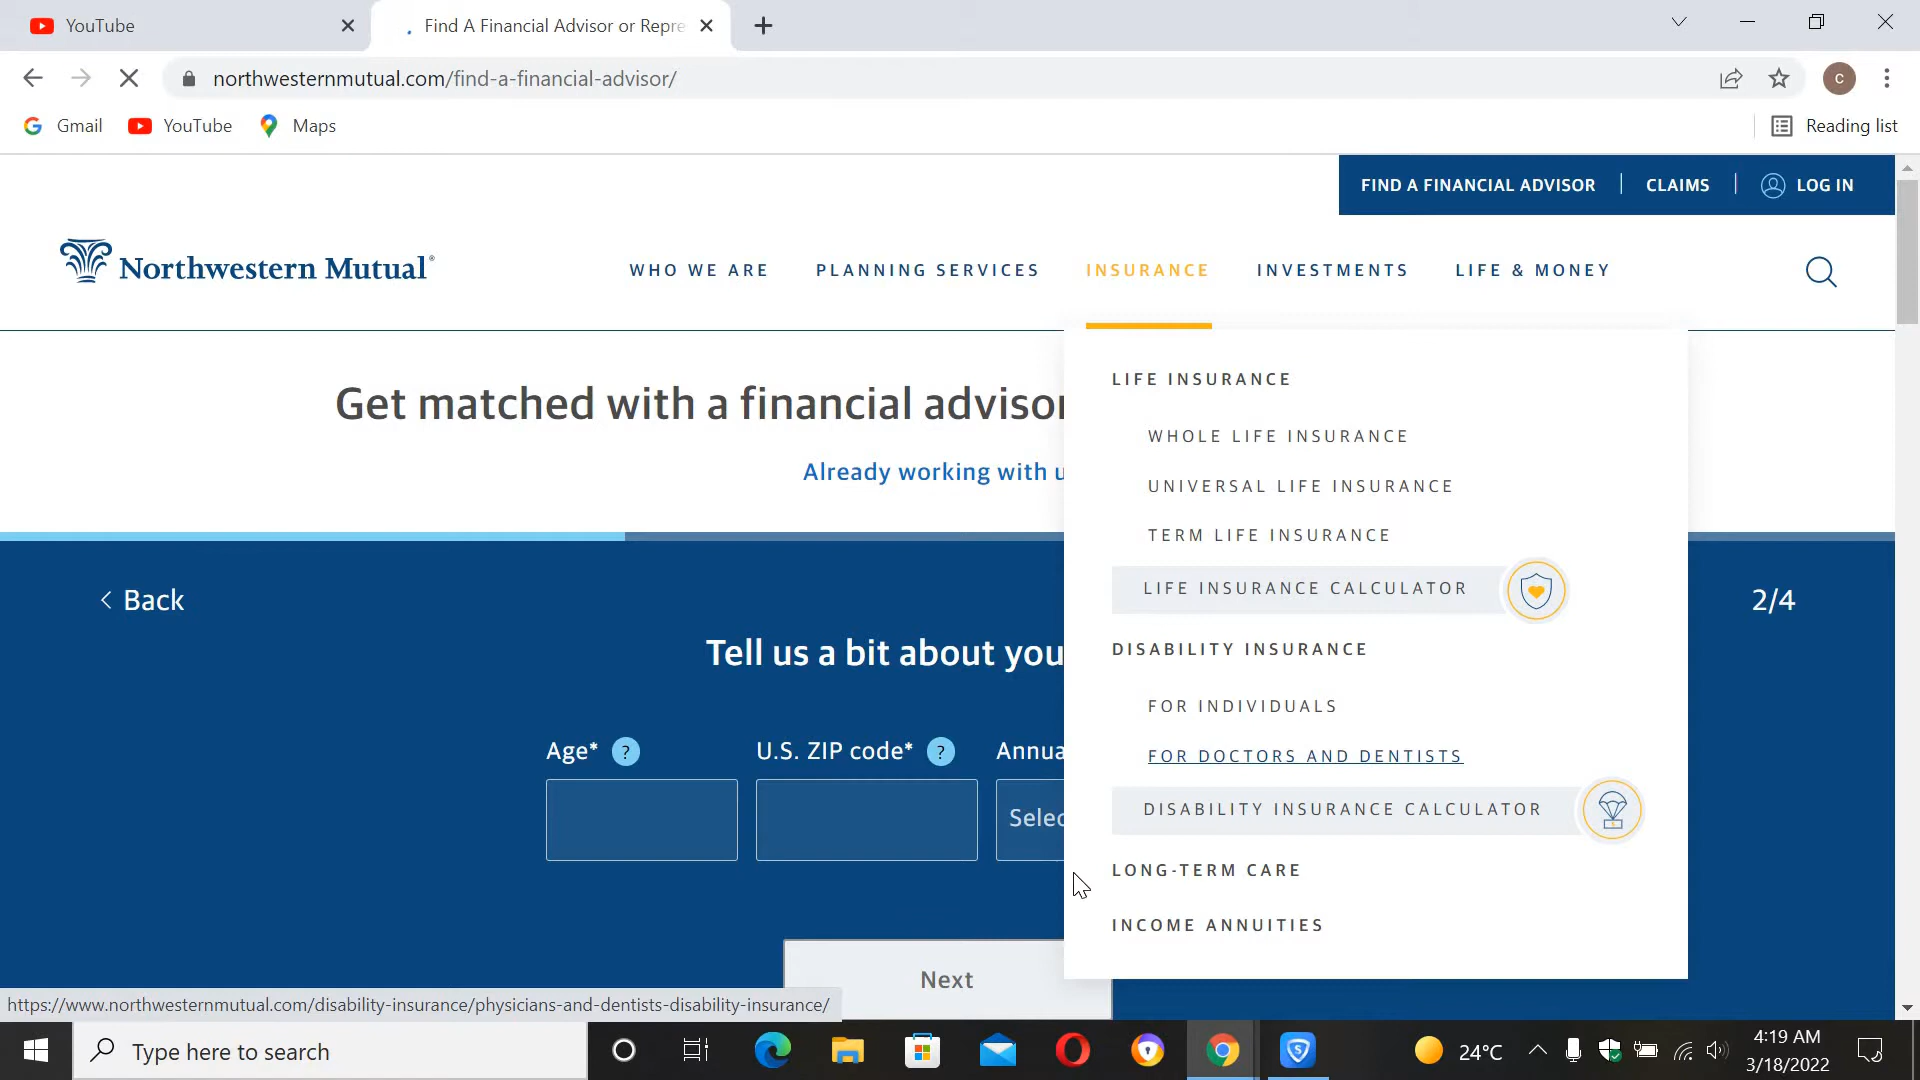 YouTube
Find A Financial Advisor or Repre
northwesternmutual.com/find-a-financial-advisor/
c
Gmail
YouTube
Maps
Reading list
FIND A FINANCIAL ADVISOR
CLAIMS
LOG IN
Northwestern Mutual®
WHO WE ARE
PLANNING SERVICES
INSURANCE
INVESTMENTS
LIFE & MONEY
LIFE INSURANCE
Get matched with a financial advisor
WHOLE LIFE INSURANCE
Already working with u
UNIVERSAL LIFE INSURANCE
TERM LIFE INSURANCE
LIFE INSURANCE CALCULATOR
Back
2/4
Tell us a bit about you
DISABILITY INSURANCE
FOR INDIVIDUALS
Age* ?
U.S. ZIP code* ?
Annua
FOR DOCTORS AND DENTISTS
Selec
DISABILITY INSURANCE CALCULATOR
LONG-TERM CARE
INCOME ANNUITIES
Next
https://www.northwesternmutual.com/disability-insurance/physicians-and-dentists-disability-insurance/
Type here to search
24°C
4:19 AM
3/18/2022